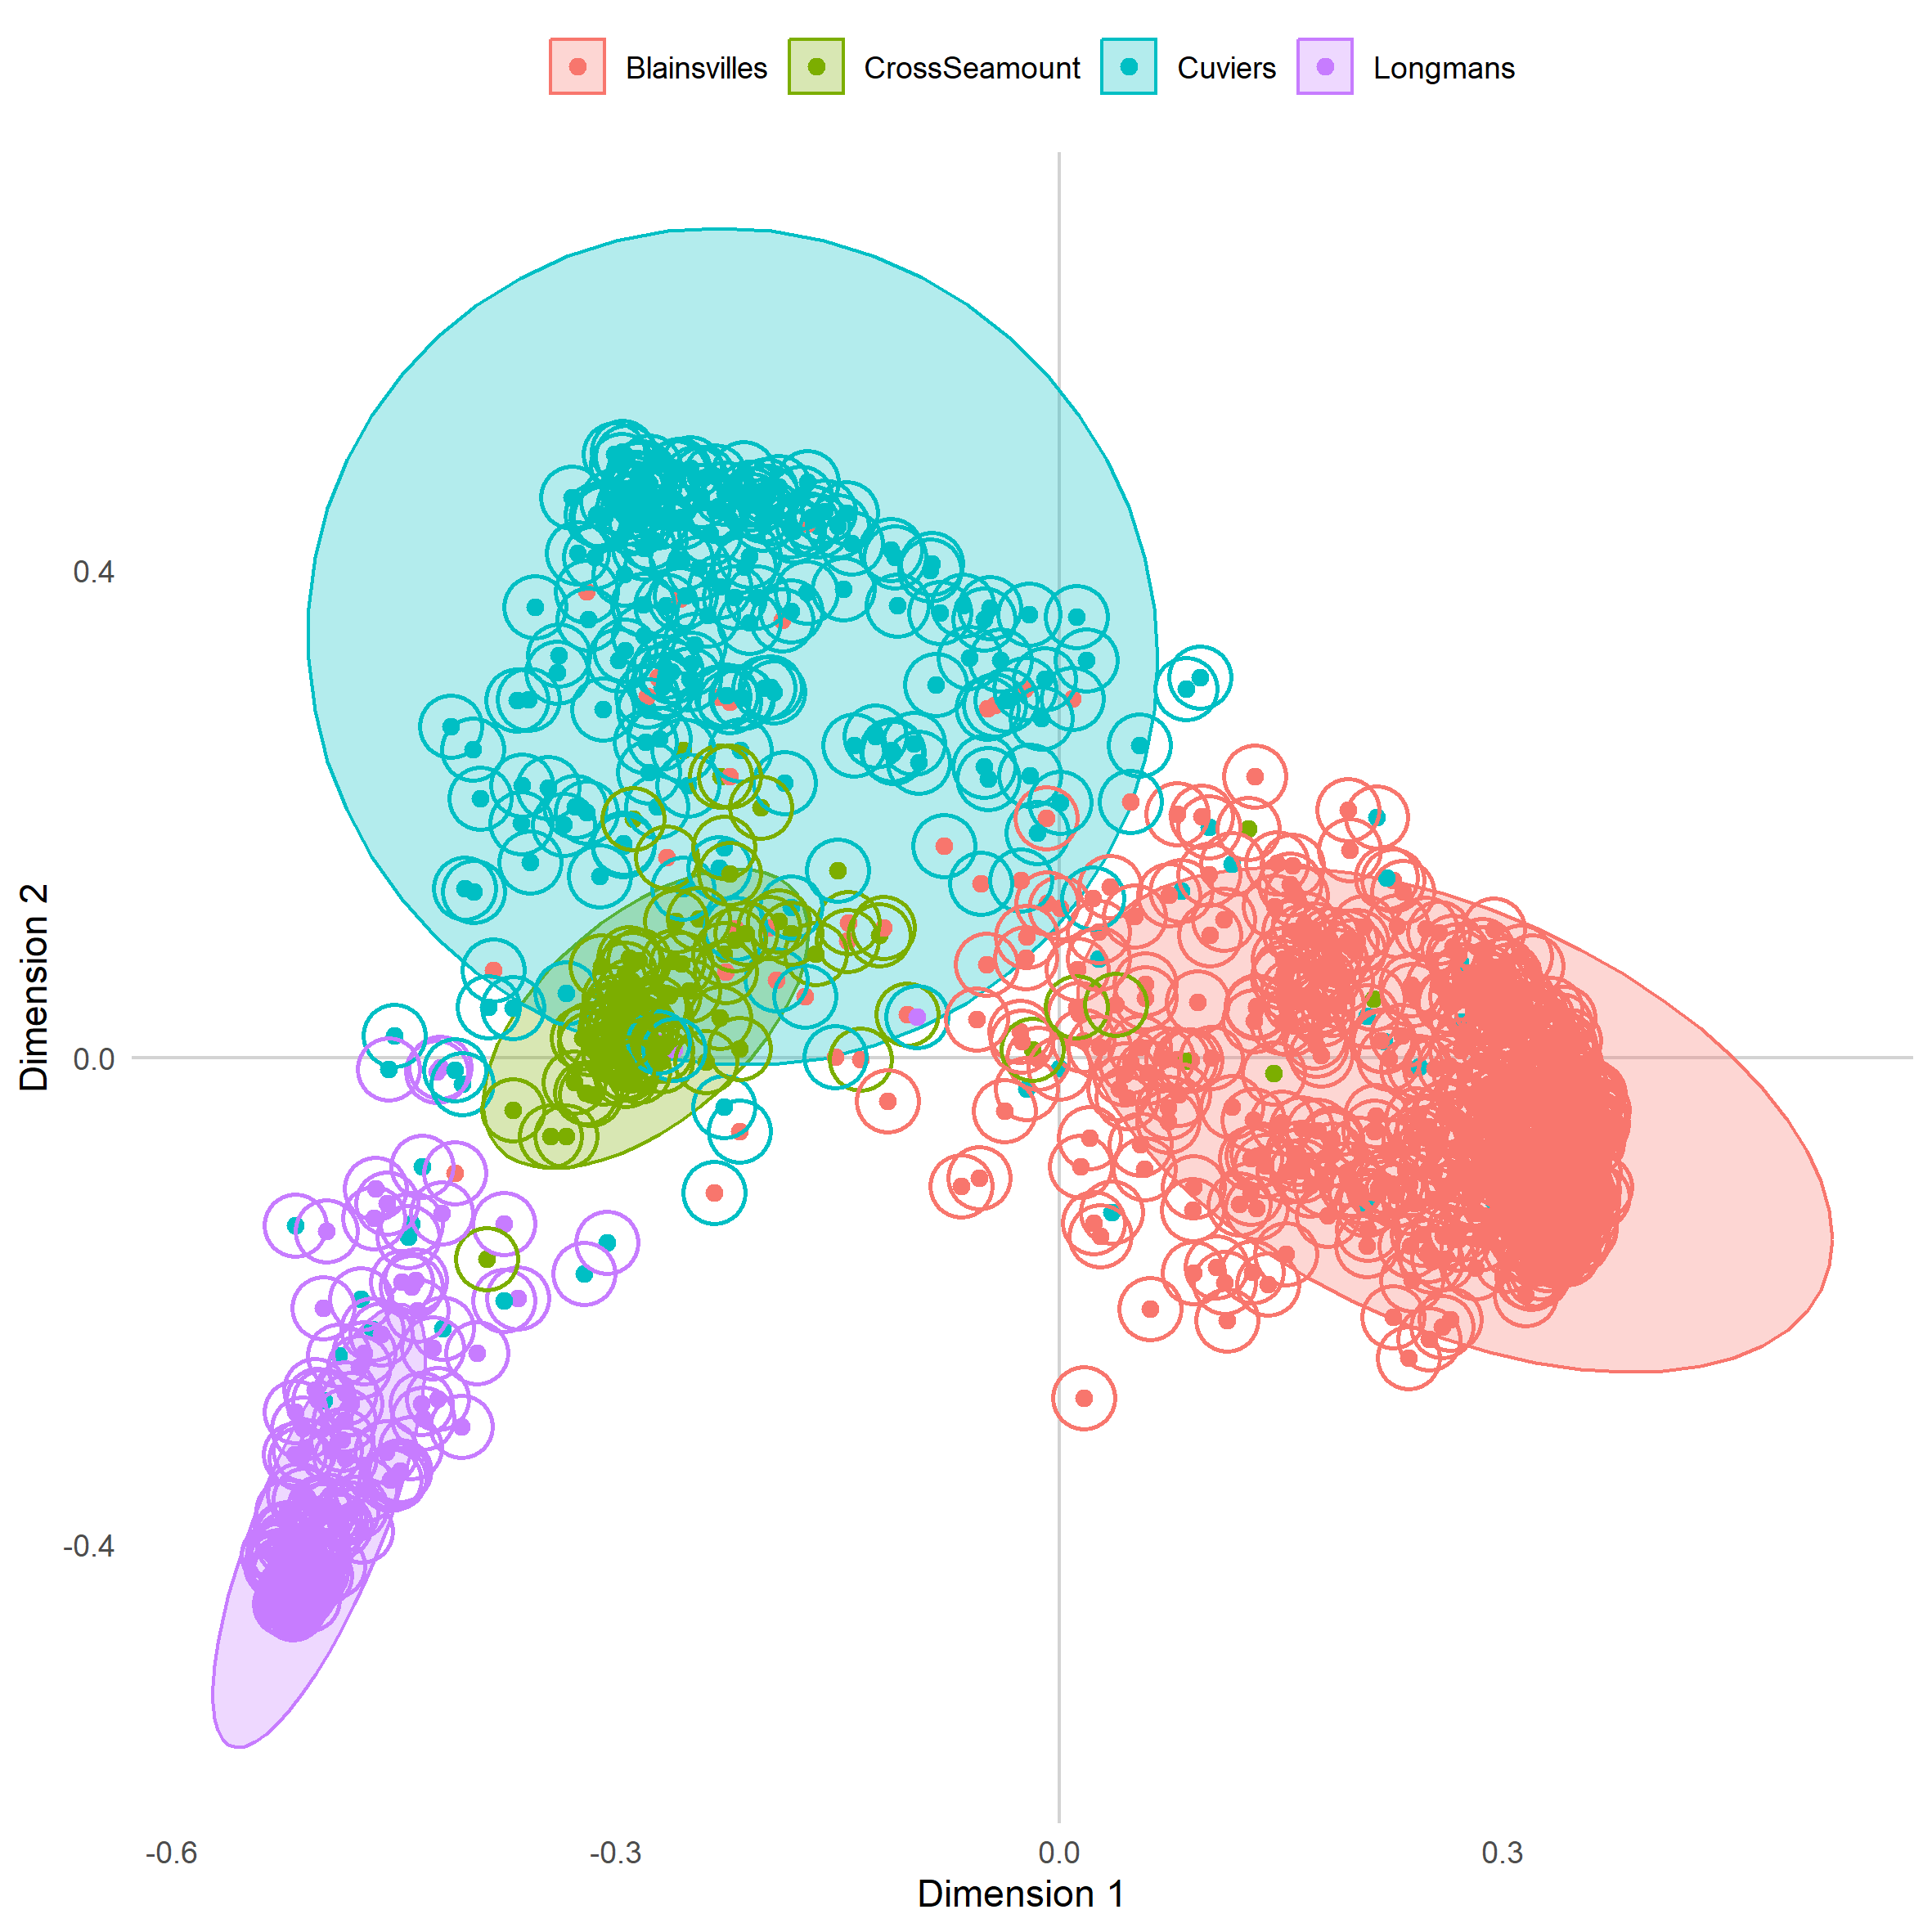 Blainsvilles CrossSeamount Cuviers Longmans
Dimension 2
0.4
0.0
-0.4
-0.6 -0.3 0.0 0.3
Dimension 1